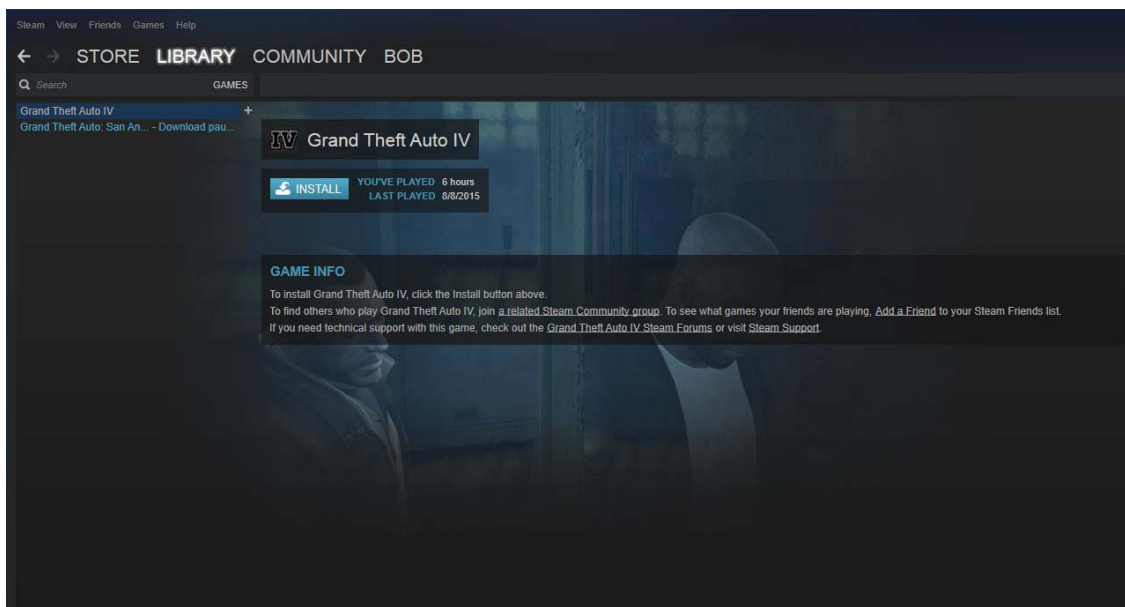 Steam View Friends Games Help
STORE LIBRARY COMMUNITY BOB
Search GAMES
Grand Theft Auto IV +
Grand Theft Auto: San An... - Download pau...
IV Grand Theft Auto IV
INSTALL YOU'VE PLAYED 6 hours
LAST PLAYED 8/8/2015
GAME INFO
To install Grand Theft Auto IV, click the Install button above.
To find others who play Grand Theft Auto IV, join a related Steam Community group. To see what games your friends are playing, Add a Friend to your Steam Friends list.
If you need technical support with this game, check out the Grand Theft Auto IV Steam Forums or visit Steam Support.